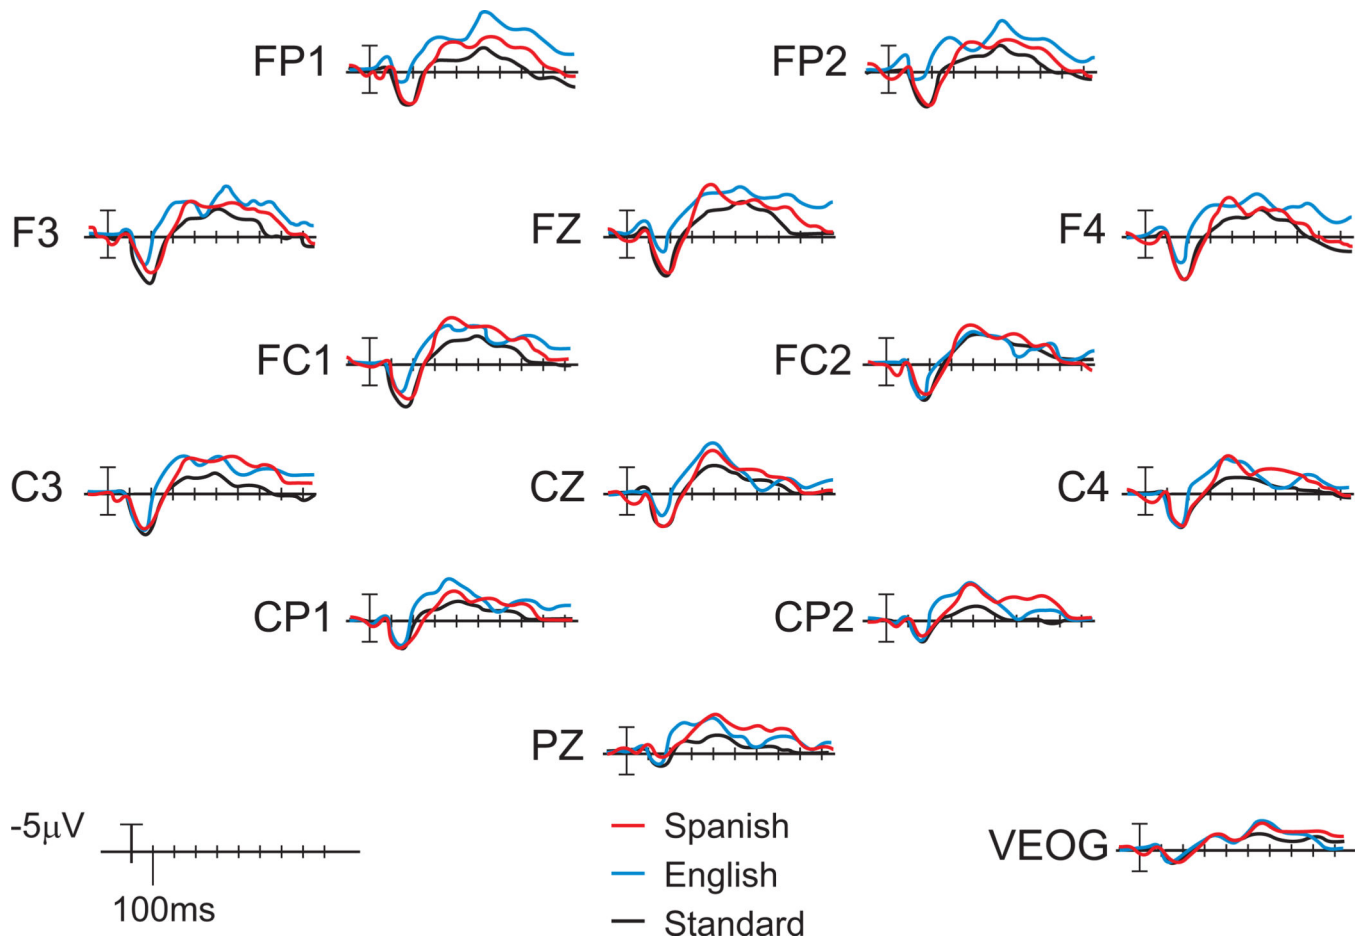 FP1
FP2
F3
FZ
F4
FC1
FC2
C3
CZ
C4
CP1
CP2
PZ
-5μV
100ms
Spanish
English
Standard
VEOG